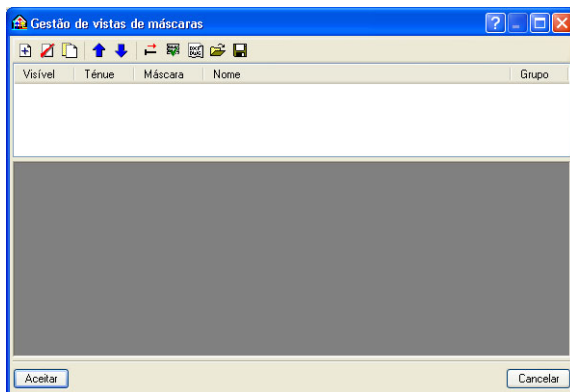 Gestão de vistas de máscaras
Visível Ténue Máscara Nome Grupo
Aceitar Cancelar